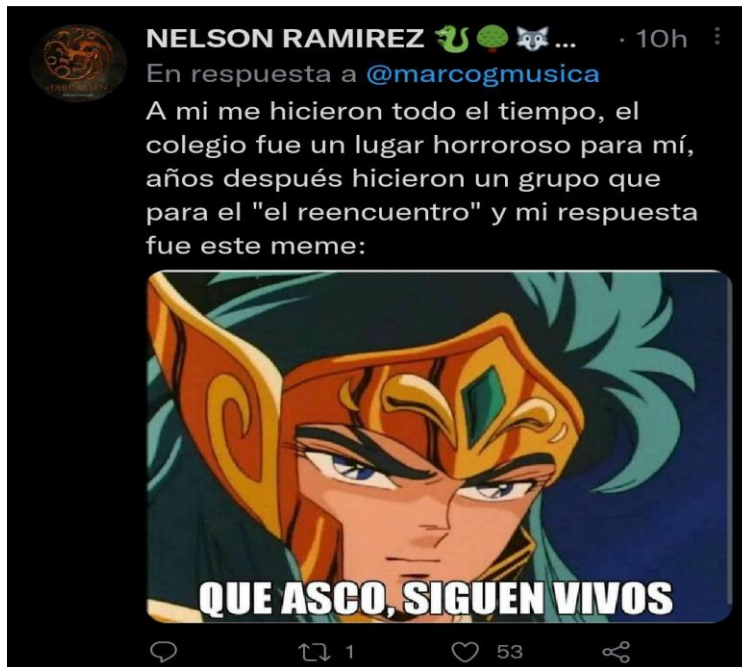 NELSON RAMIREZ 🐉🌳🐺... · 10h
En respuesta a @marcogmusica
A mi me hicieron todo el tiempo, el
colegio fue un lugar horroroso para mí,
años después hicieron un grupo que
para el "el reencuentro" y mi respuesta
fue este meme:
QUE ASCO, SIGUEN VIVOS
1 53